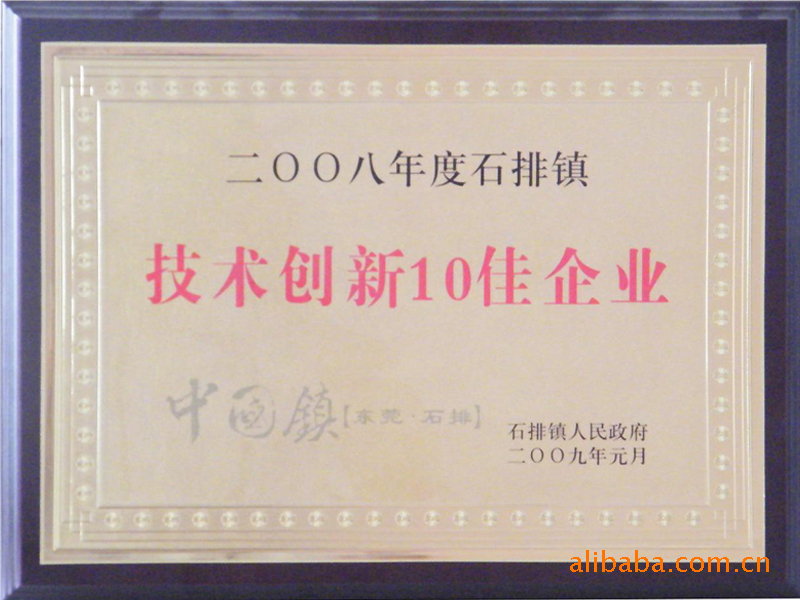 二〇〇八年度石排镇
技术创新10佳企业
中國鎮【东莞·石排】
石排镇人民政府
二〇〇九年元月
alibaba.com.cn